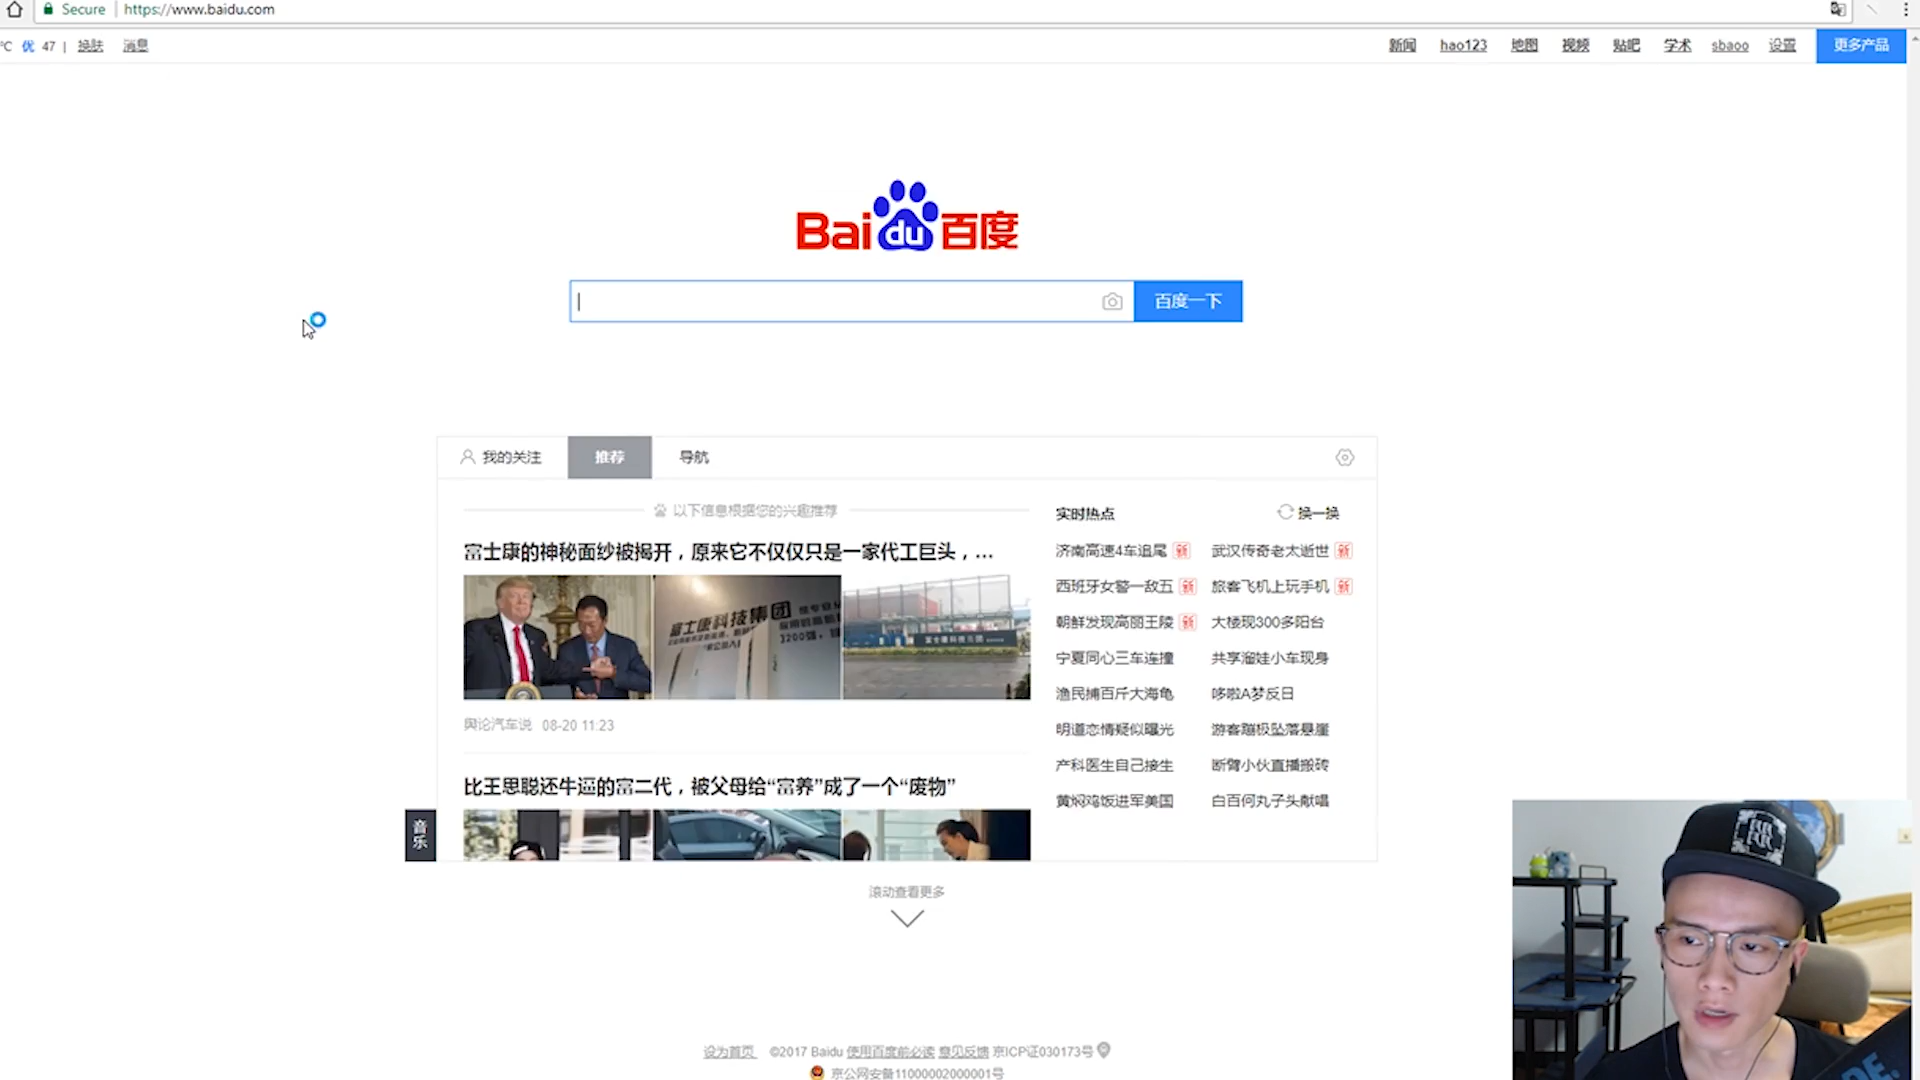 Secure | https://www.baidu.com
°C 优 47 | 换肤 消息
新闻 hao123 地图 视频 贴吧 学术 sbaoo 设置 更多产品
Bai du 百度
百度一下
我的关注 推荐 导航
以下信息根据您的兴趣推荐
富士康的神秘面纱被揭开，原来它不仅仅只是一家代工巨头，...
富士康科技集团
舆论汽车说 08-20 11:23
比王思聪还牛逼的富二代，被父母给“富养”成了一个“废物”
实时热点 换一换
济南高速4车追尾 新 武汉传奇老太逝世 新
西班牙女警一敌五 新 旅客飞机上玩手机 新
朝鲜发现高丽王陵 新 大楼现300多阳台
宁夏同心三车连撞 共享溜娃小车现身
渔民捕百斤大海龟 哆啦A梦反日
明道恋情疑似曝光 游客蹦极坠落悬崖
产科医生自己接生 断臂小伙直播搬砖
黄焖鸡饭进军美国 白百何丸子头献唱
音乐
滚动查看更多
设为首页 ©2017 Baidu 使用百度前必读 意见反馈 京ICP证030173号
京公网安备11000002000001号